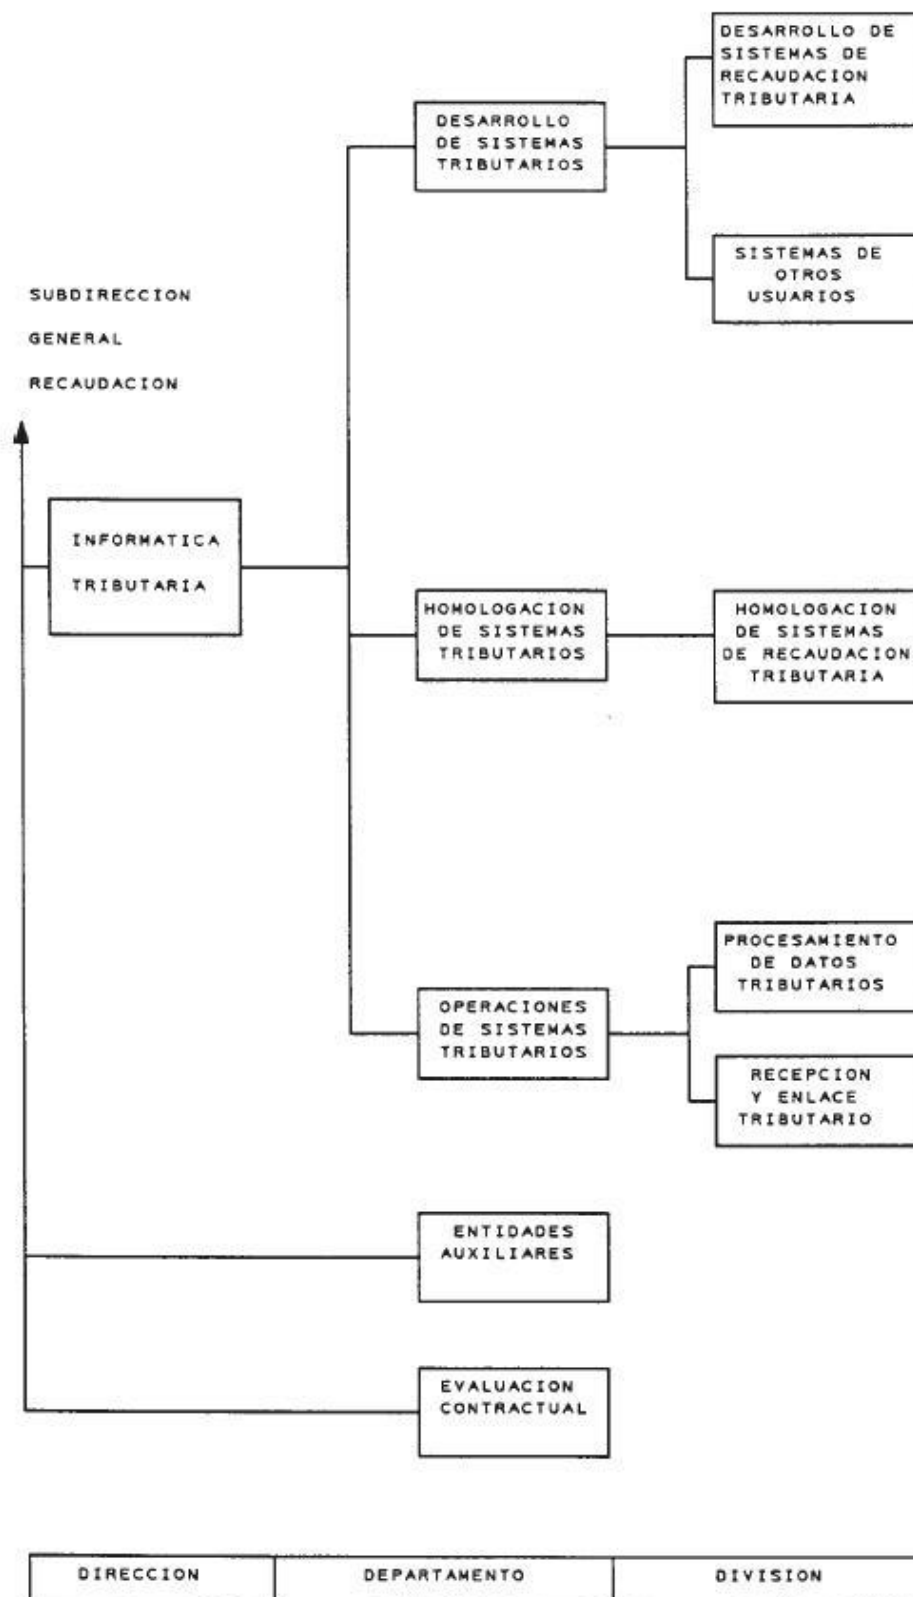 DESARROLLO DE
SISTEMAS DE
RECAUDACION
TRIBUTARIA
DESARROLLO
DE SISTEMAS
TRIBUTARIOS
SISTEMAS DE
OTROS
USUARIOS
SUBDIRECCION
GENERAL
RECAUDACION
INFORMATICA
TRIBUTARIA
HOMOLOGACION
DE SISTEMAS
TRIBUTARIOS
HOMOLOGACION
DE SISTEMAS
DE RECAUDACION
TRIBUTARIA
PROCESAMIENTO
DE DATOS
TRIBUTARIOS
OPERACIONES
DE SISTEMAS
TRIBUTARIOS
RECEPCION
Y ENLACE
TRIBUTARIO
ENTIDADES
AUXILIARES
EVALUACION
CONTRACTUAL
DIRECCION
DEPARTAMENTO
DIVISION